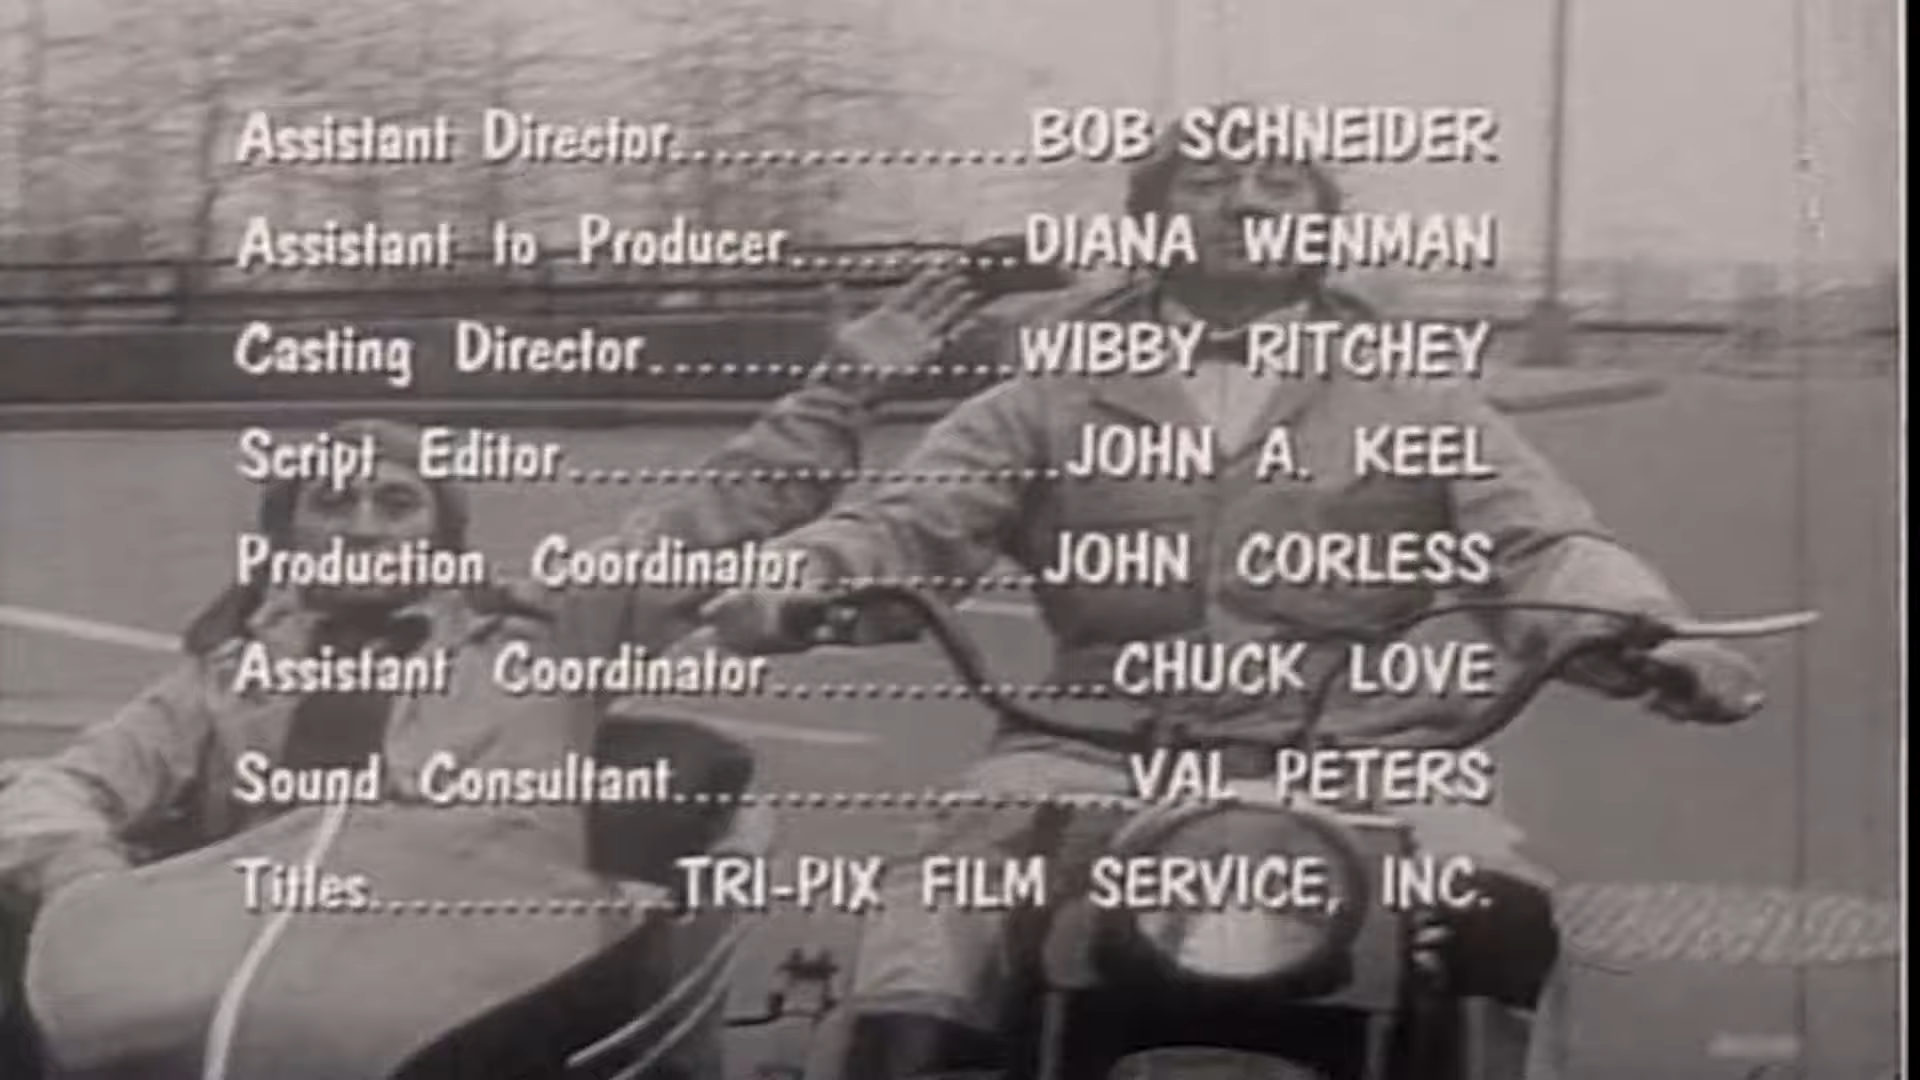 Assistant Director................BOB SCHNEIDER
Assistant to Producer..........DIANA WENMAN
Casting Director................WIBBY RITCHEY
Script Editor.....................JOHN A. KEEL
Production Coordinator..........JOHN CORLESS
Assistant Coordinator...............CHUCK LOVE
Sound Consultant...................VAL PETERS
Titles.............TRI-PIX FILM SERVICE, INC.